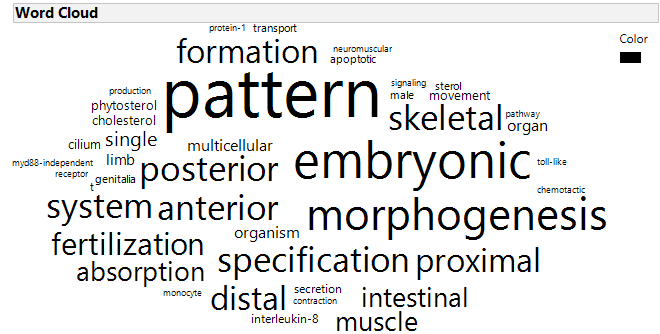 Word Cloud
Color
protein-1 transport
formation neuromuscular
apoptotic
pattern
production
signaling sterol
male movement
phytosterol
skeletal pathway
cholesterol
organ
cilium single
multicellular
embryonic
myd88-independent limb
posterior
toll-like
receptor
t genitalia
chemotactic
system anterior
morphogenesis
organism
fertilization
specification proximal
absorption
monocyte
distal secretion
contraction
intestinal
interleukin-8
muscle